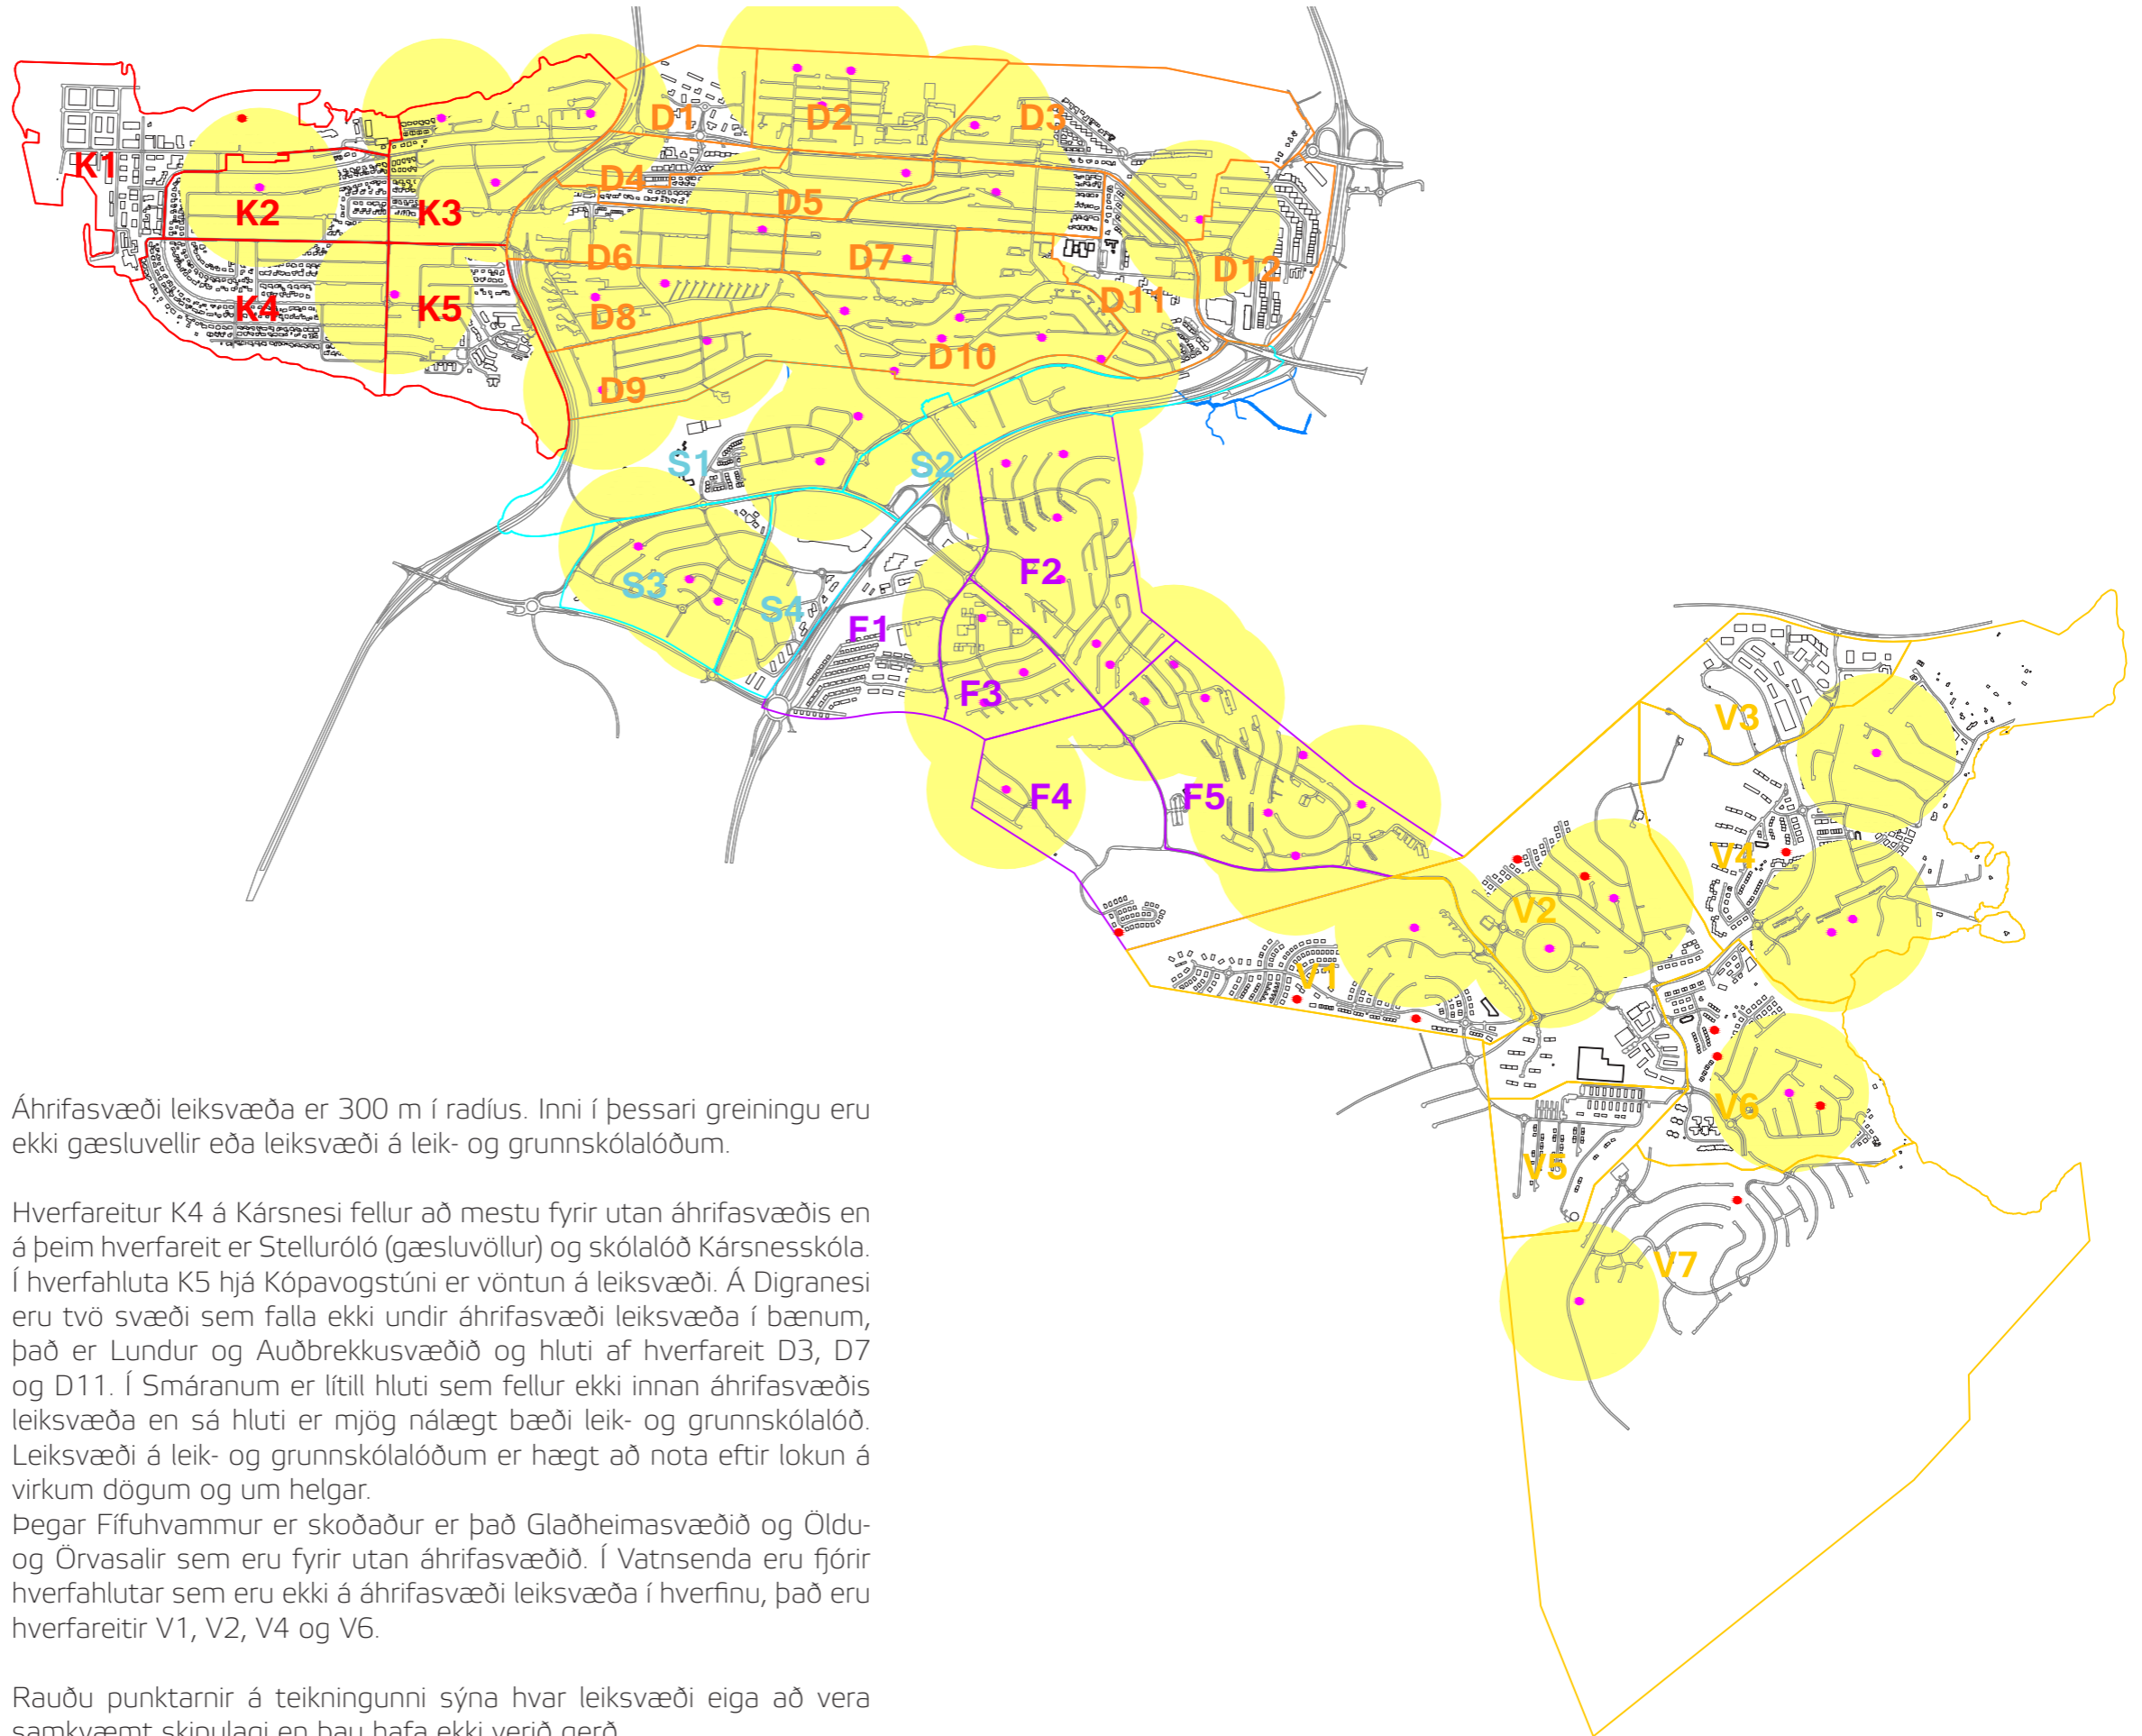 D1
D2
D3
K1
K2
K3
D4
D5
D6
D7
D12
K4
K5
D8
D11
D10
D9
S1
S2
S3
S4
F2
F1
F3
F4
F5
V3
V4
V2
V1
V6
V5
V7
Áhrifasvæði leiksvæða er 300 m í radíus. Inni í þessari greiningu eru
ekki gæsluvellir eða leiksvæði á leik- og grunnskólalóðum.
Hverfareitur K4 á Kársnesi fellur að mestu fyrir utan áhrifasvæðis en
á þeim hverfareit er Stelluróló (gæsluvöllur) og skólalóð Kársnesskóla.
Í hverfahluta K5 hjá Kópavogstúni er vöntun á leiksvæði. Á Digranesi
eru tvö svæði sem falla ekki undir áhrifasvæði leiksvæða í bænum,
það er Lundur og Auðbrekkusvæðið og hluti af hverfareit D3, D7
og D11. Í Smáranum er lítill hluti sem fellur ekki innan áhrifasvæðis
leiksvæða en sá hluti er mjög nálægt bæði leik- og grunnskólalóð.
Leiksvæði á leik- og grunnskólalóðum er hægt að nota eftir lokun á
virkum dögum og um helgar.
Þegar Fífuhvammur er skoðaður er það Glaðheimasvæðið og Öldu-
og Örvasalir sem eru fyrir utan áhrifasvæðið. Í Vatnsenda eru fjórir
hverfahlutar sem eru ekki á áhrifasvæði leiksvæða í hverfinu, það eru
hverfareitir V1, V2, V4 og V6.
Rauðu punktarnir á teikningunni sýna hvar leiksvæði eiga að vera
samkvæmt skipulagi en þau hafa ekki verið gerð.